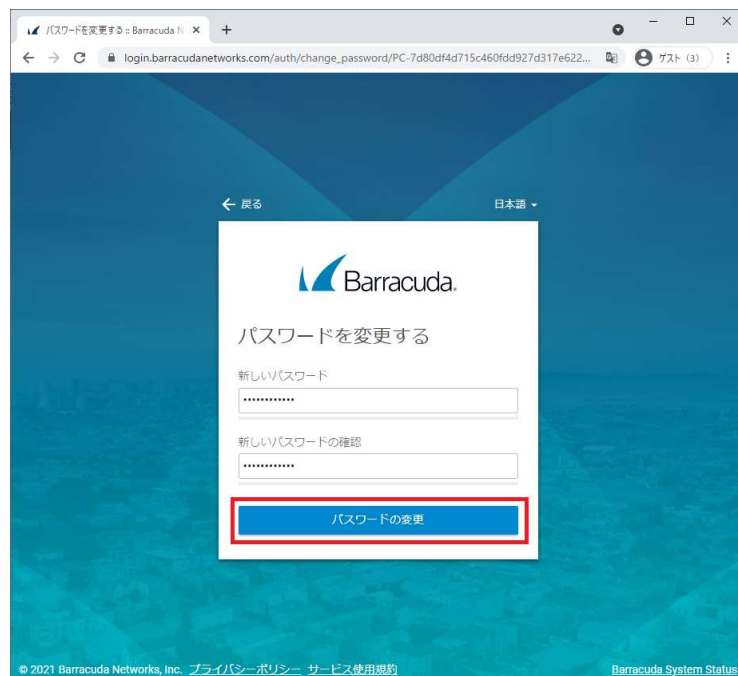 パスワードを変更する :: Barracuda N
login.barracudanetworks.com/auth/change_password/PC-7d80df4d715c460fdd927d317e622...
ゲスト (3)
戻る
日本語
Barracuda.
パスワードを変更する
新しいパスワード
••••••••••••
新しいパスワードの確認
••••••••••••
パスワードの変更
© 2021 Barracuda Networks, Inc. プライバシーポリシー サービス使用規約
Barracuda System Status